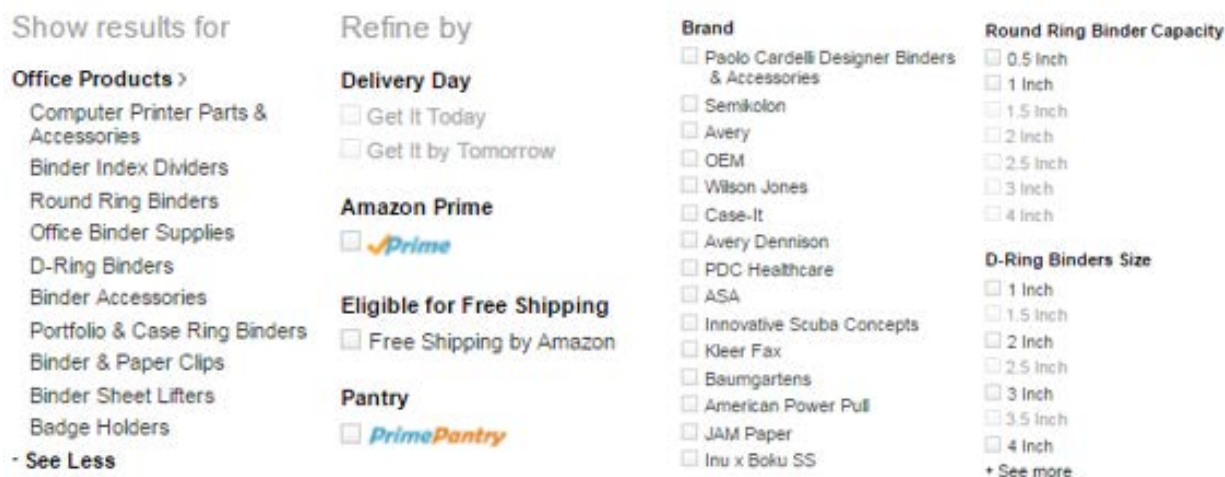 Show results for
Office Products >
Computer Printer Parts &
Accessories
Binder Index Dividers
Round Ring Binders
Office Binder Supplies
D-Ring Binders
Binder Accessories
Portfolio & Case Ring Binders
Binder & Paper Clips
Binder Sheet Lifters
Badge Holders
- See Less
Refine by
Delivery Day
Get It Today
Get It by Tomorrow
Amazon Prime
Prime
Eligible for Free Shipping
Free Shipping by Amazon
Pantry
PrimePantry
Brand
Paolo Cardelli Designer Binders
& Accessories
Semikolon
Avery
OEM
Wilson Jones
Case-It
Avery Dennison
PDC Healthcare
ASA
Innovative Scuba Concepts
Kleer Fax
Baumgartens
American Power Pull
JAM Paper
Inu x Boku SS
Round Ring Binder Capacity
0.5 Inch
1 Inch
1.5 Inch
2 Inch
2.5 Inch
3 Inch
4 Inch
D-Ring Binders Size
1 Inch
1.5 Inch
2 Inch
2.5 Inch
3 Inch
3.5 Inch
4 Inch
+ See more